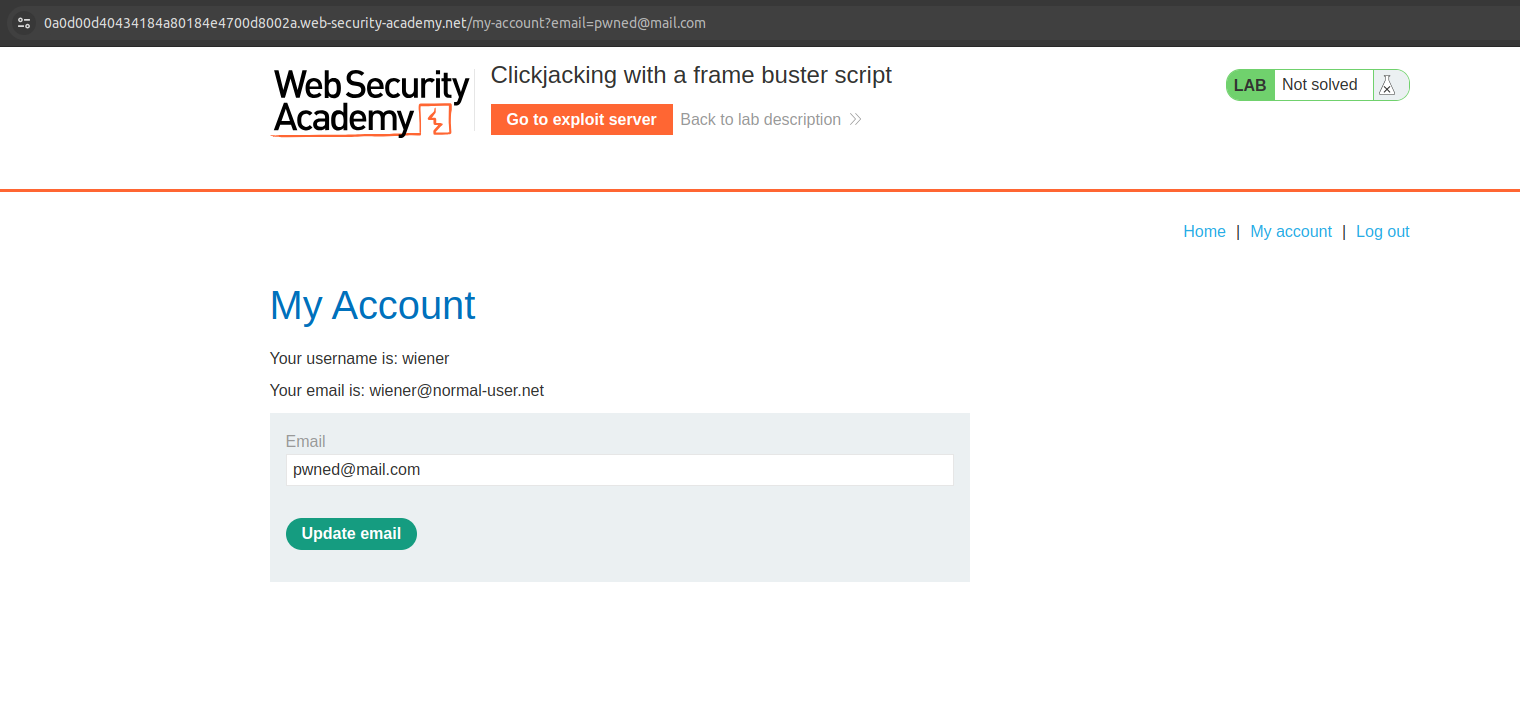 0a0d00d40434184a80184e4700d8002a.web-security-academy.net/my-account?email=pwned@mail.com
Web Security
Academy
Clickjacking with a frame buster script
Go to exploit server
Back to lab description
LAB
Not solved
Home | My account | Log out
My Account
Your username is: wiener
Your email is: wiener@normal-user.net
Email
pwned@mail.com
Update email